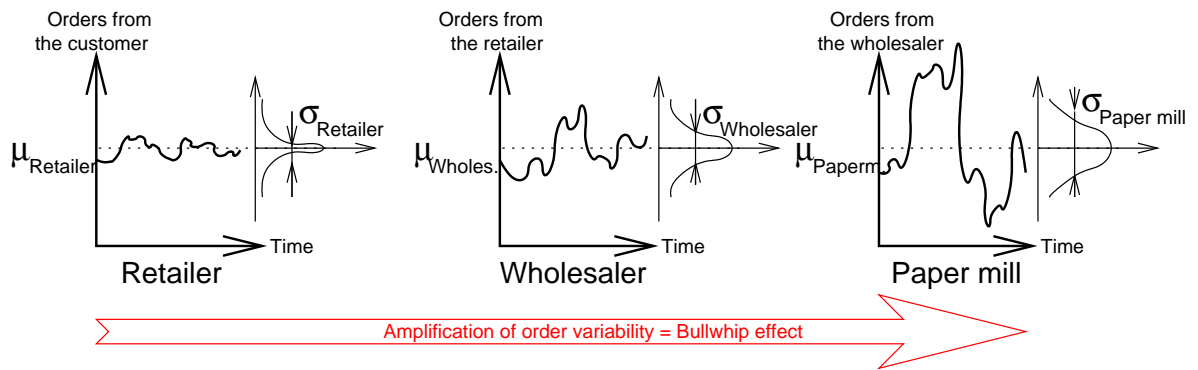 Orders from
the customer
μRetailer
σRetailer
Time
Retailer
Orders from
the retailer
μWholes.
σWholesaler
Time
Wholesaler
Orders from
the wholesaler
μPaperm
σPaper mill
Time
Paper mill
Amplification of order variability = Bullwhip effect